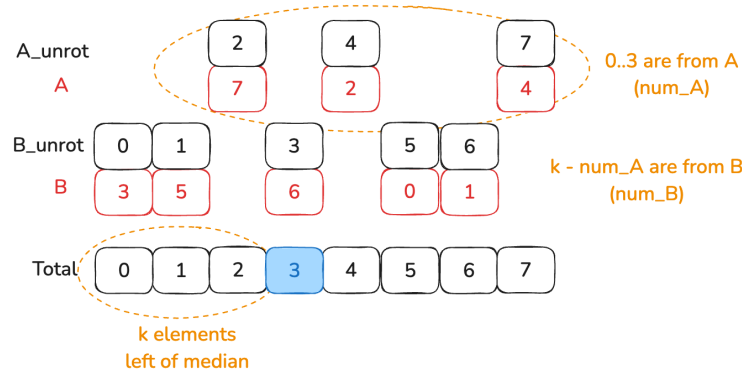 A_unrot 2 4 7
A 7 2 4
0..3 are from A
(num_A)
B_unrot 0 1 3 5 6
B 3 5 6 0 1
k - num_A are from B
(num_B)
Total 0 1 2 3 4 5 6 7
k elements
left of median